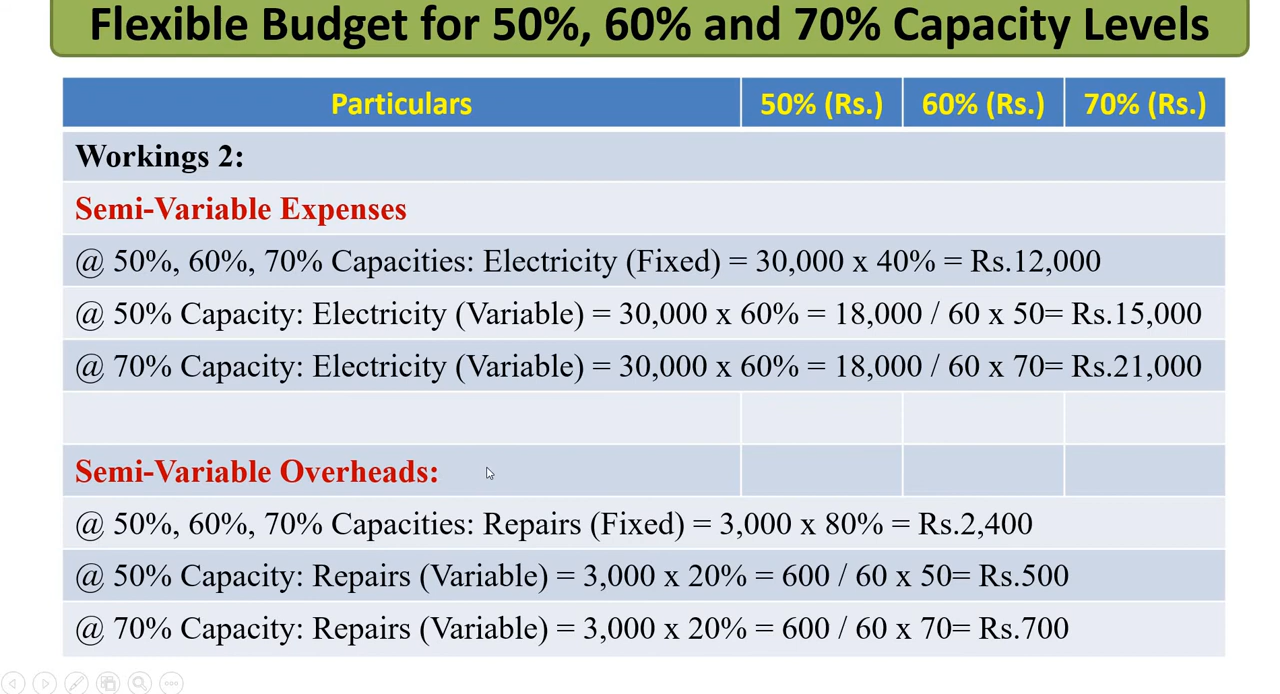 Flexible Budget for 50%, 60% and 70% Capacity Levels
Particulars 50% (Rs.) 60% (Rs.) 70% (Rs.)
Workings 2:
Semi-Variable Expenses
@ 50%, 60%, 70% Capacities: Electricity (Fixed) = 30,000 x 40% = Rs.12,000
@ 50% Capacity: Electricity (Variable) = 30,000 x 60% = 18,000 / 60 x 50= Rs.15,000
@ 70% Capacity: Electricity (Variable) = 30,000 x 60% = 18,000 / 60 x 70= Rs.21,000
Semi-Variable Overheads:
@ 50%, 60%, 70% Capacities: Repairs (Fixed) = 3,000 x 80% = Rs.2,400
@ 50% Capacity: Repairs (Variable) = 3,000 x 20% = 600 / 60 x 50= Rs.500
@ 70% Capacity: Repairs (Variable) = 3,000 x 20% = 600 / 60 x 70= Rs.700